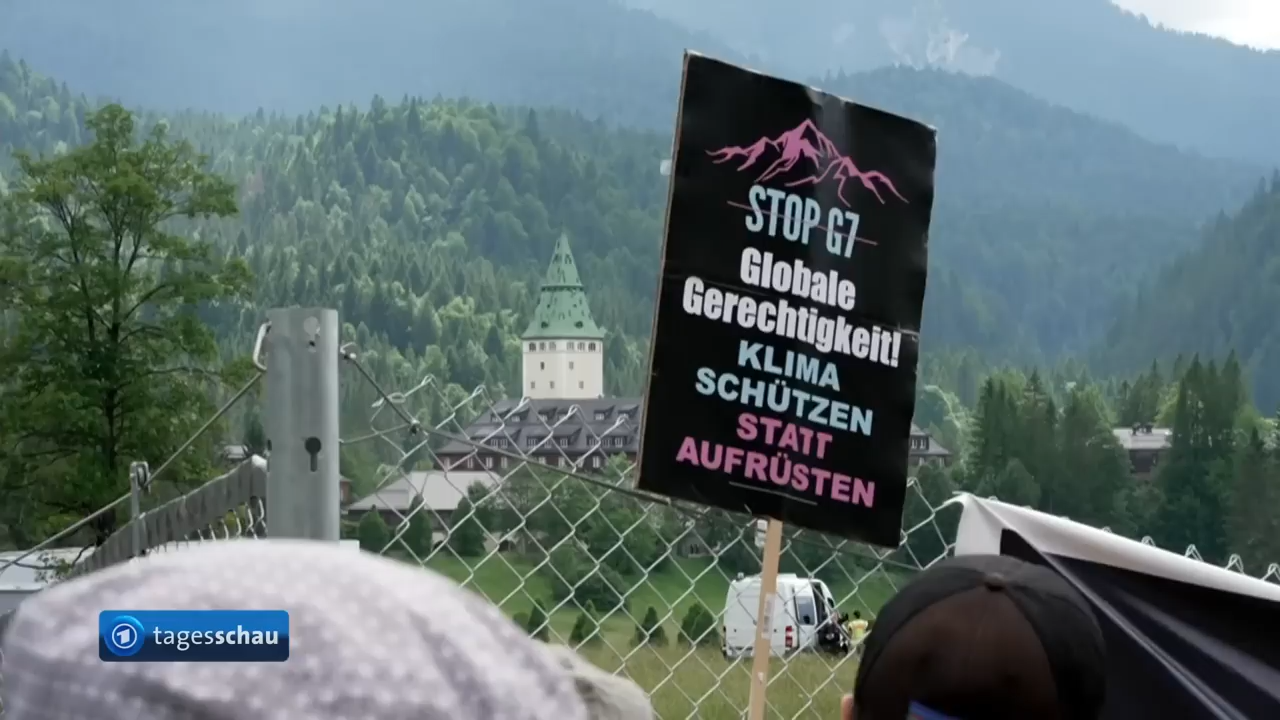 STOP G7
Globale
Gerechtigkeit!
KLIMA
SCHÜTZEN
STATT
AUFRÜSTEN
tagesschau